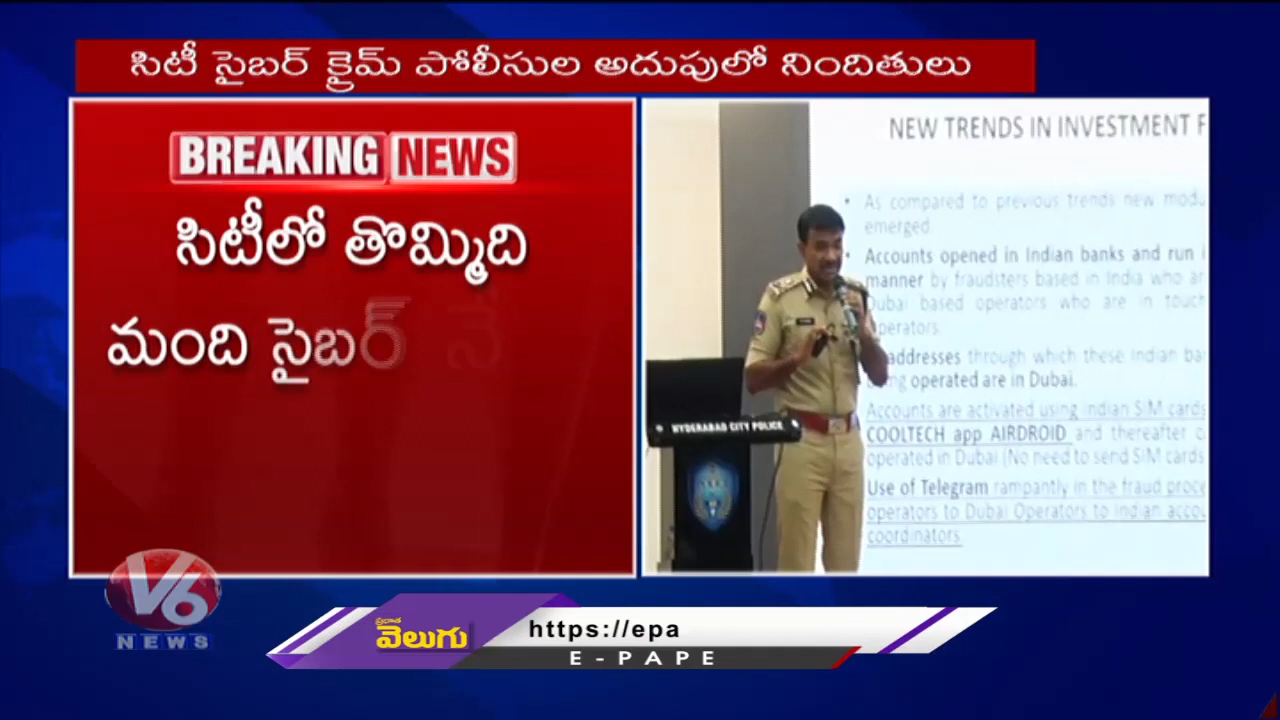 సిటీ సైబర్ క్రైమ్ పోలీసుల అదుపులో నిందితులు
BREAKING NEWS
సిటీలో తొమ్మిది
మంది సైబర్ నే
NEW TRENDS IN INVESTMENT F
• As compared to previous trends new modu
emerged
• Accounts opened in Indian banks and run i
manner by fraudsters based in India who ar
Dubai based operators who are in touch
operators
addresses through which these Indian ba
operated are in Dubai.
Accounts are activated using Indian SIM cards
COOLTECH app AIRDROID and thereafter c
operated in Dubai (No need to send SIM cards
Use of Telegram rampantly in the fraud proce
operators to Dubai Operators to Indian accou
coordinators
HYDERABAD CITY POLICE
V6
NEWS
ప్రభాత
వెలుగు
https://epa
E-PAPE